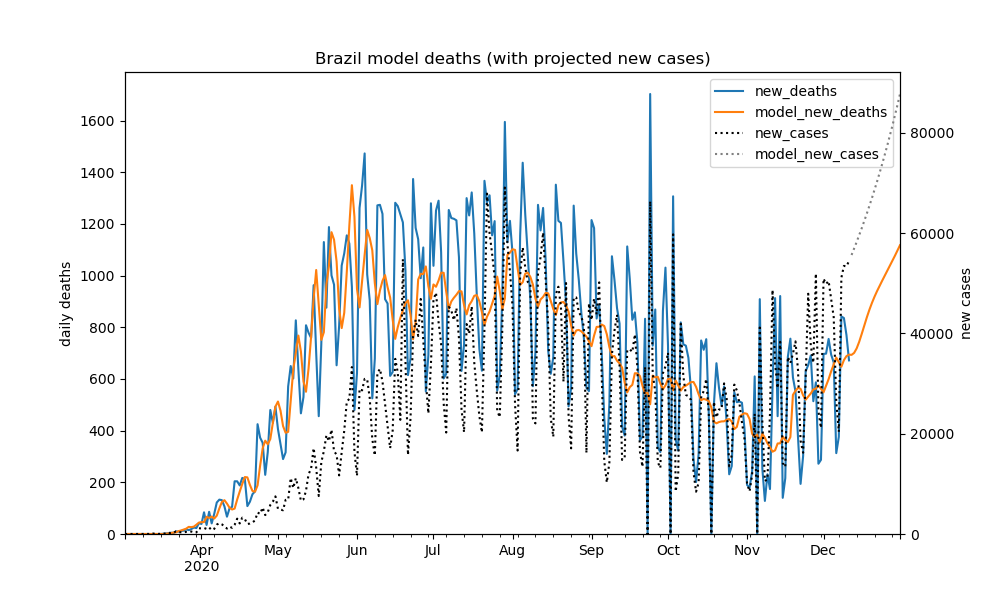 Brazil model deaths (with projected new cases)
new_deaths
model_new_deaths
new_cases
model_new_cases
daily deaths
1600
1400
1200
1000
800
600
400
200
0
new cases
80000
60000
40000
20000
0
Apr May Jun Jul Aug Sep Oct Nov Dec
2020